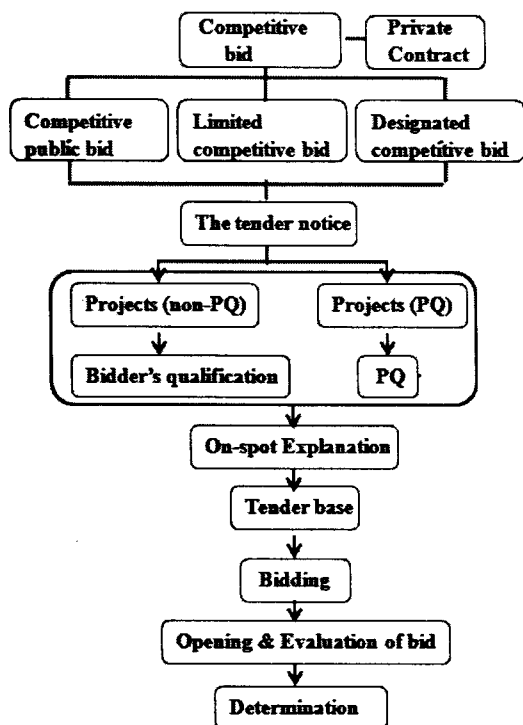 Competitive
bid
Private
Contract
Competitive
public bid
Limited
competitive bid
Designated
competitive bid
The tender notice
Projects (non-PQ)
Projects (PQ)
Bidder's qualification
PQ
On-spot Explanation
Tender base
Bidding
Opening & Evaluation of bid
Determination